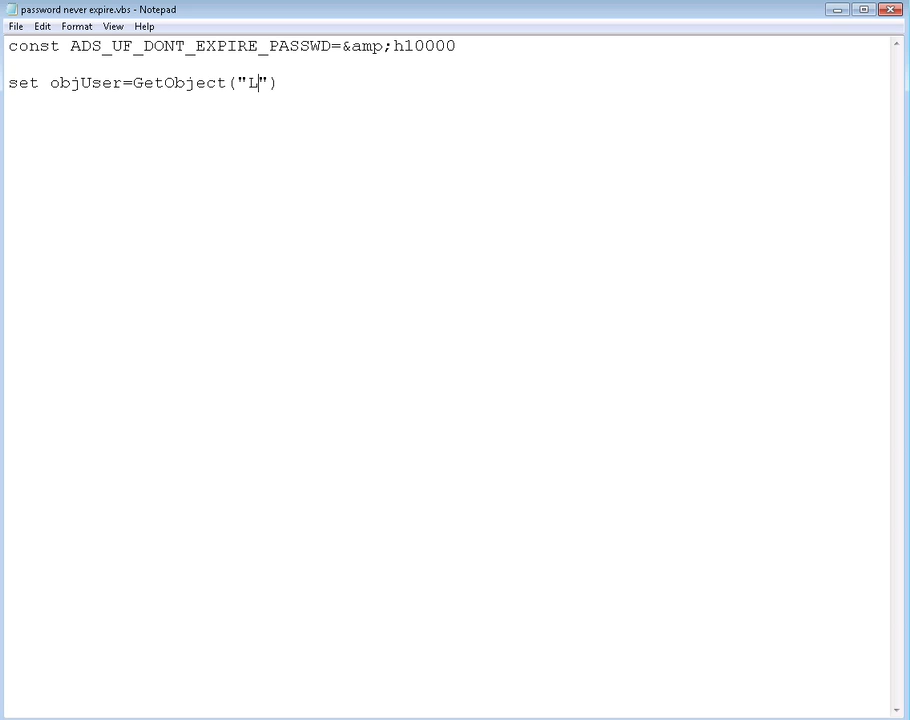 password never expire.vbs - Notepad
File Edit Format View Help
const ADS_UF_DONT_EXPIRE_PASSWD=&amp;h10000
set objUser=GetObject("L")